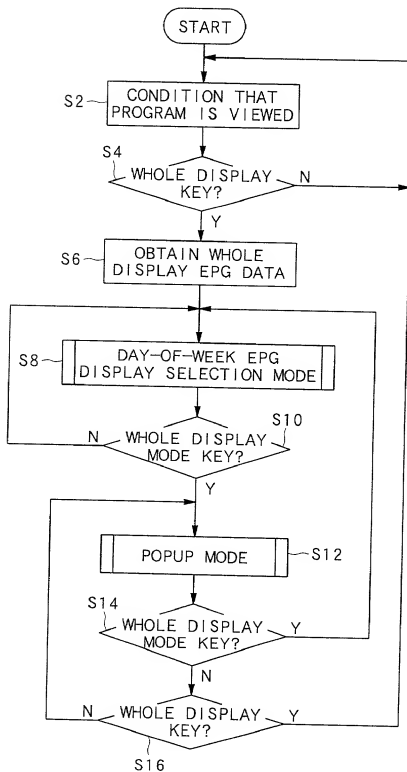 START
S2
CONDITION THAT
PROGRAM IS VIEWED
S4
WHOLE DISPLAY
KEY?
N
Y
S6
OBTAIN WHOLE
DISPLAY EPG DATA
S8
DAY-OF-WEEK EPG
DISPLAY SELECTION MODE
S10
N
WHOLE DISPLAY
MODE KEY?
Y
POPUP MODE
S12
S14
WHOLE DISPLAY
MODE KEY?
Y
N
N
WHOLE DISPLAY
KEY?
Y
S16